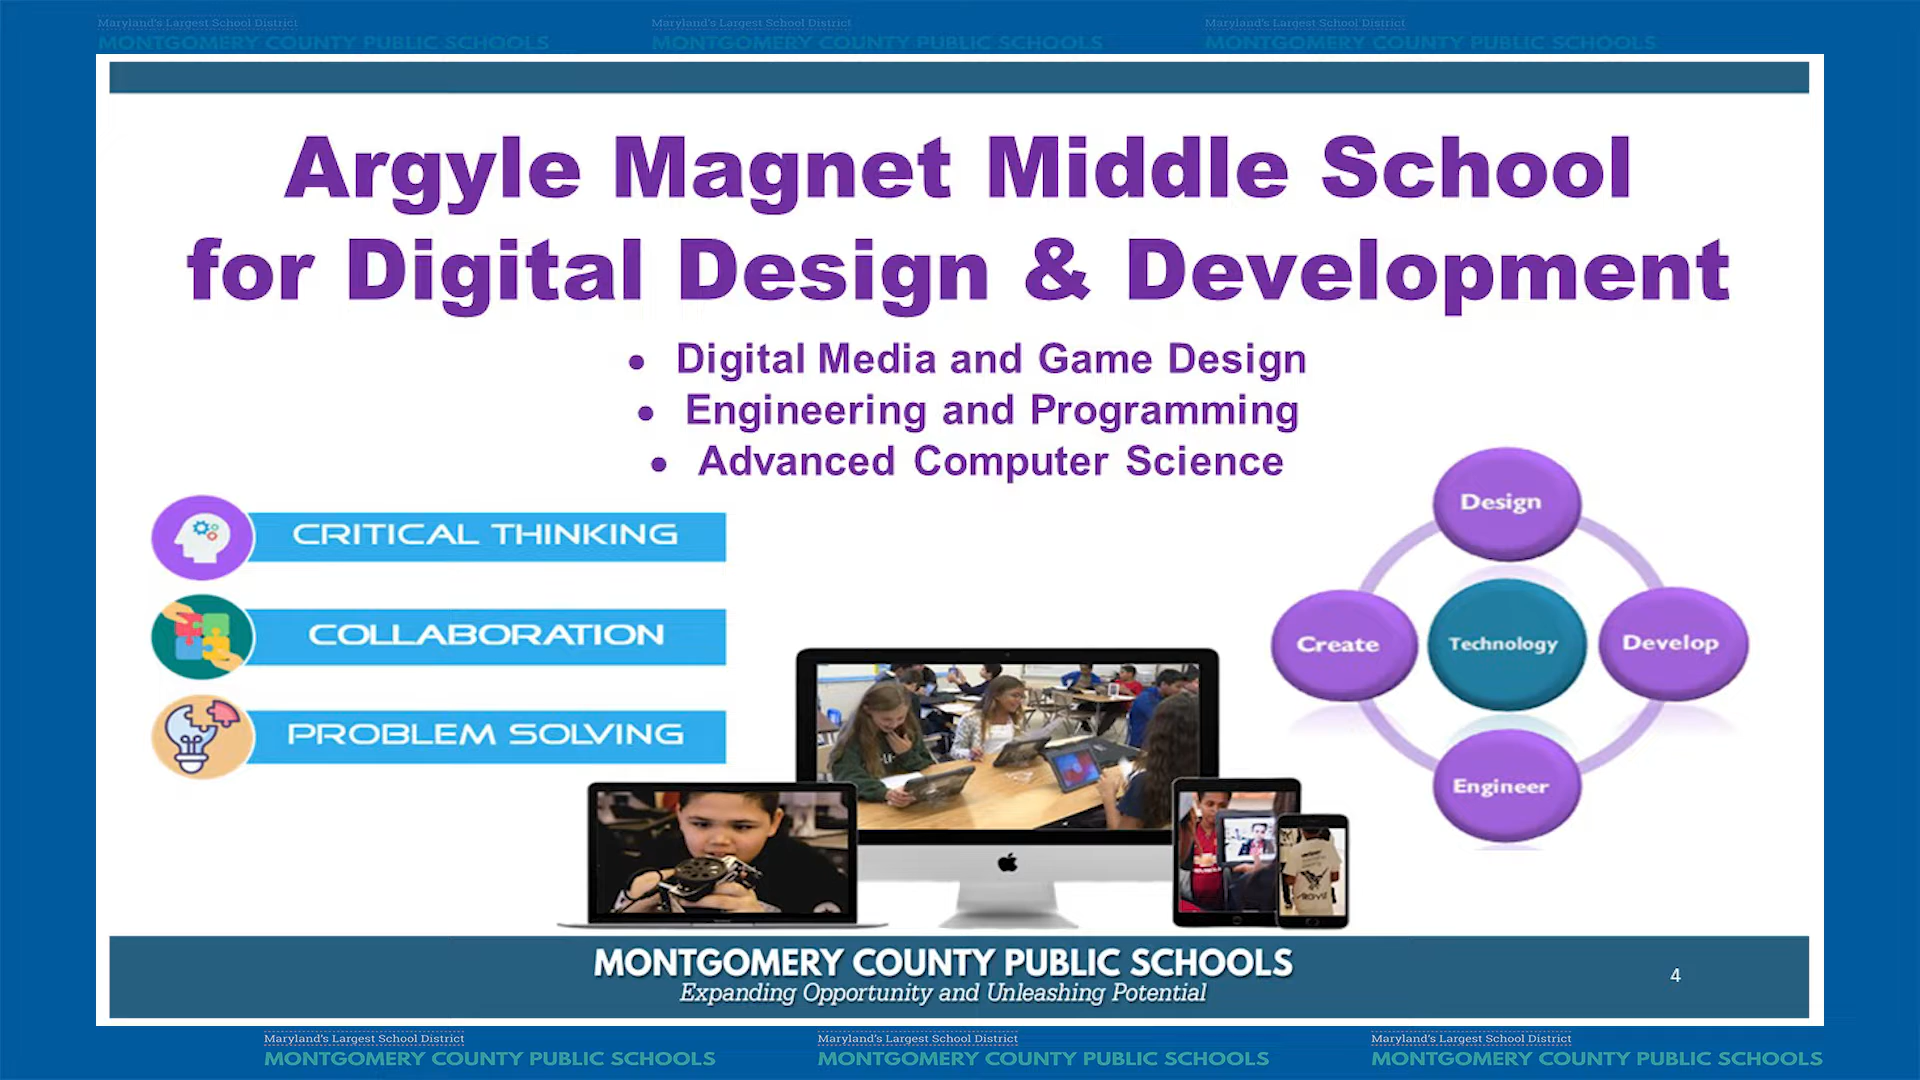 Maryland's Largest School District
MONTGOMERY COUNTY PUBLIC SCHOOLS
Maryland's Largest School District
MONTGOMERY COUNTY PUBLIC SCHOOLS
Maryland's Largest School District
MONTGOMERY COUNTY PUBLIC SCHOOLS
Argyle Magnet Middle School
for Digital Design & Development
• Digital Media and Game Design
• Engineering and Programming
• Advanced Computer Science
CRITICAL THINKING
COLLABORATION
PROBLEM SOLVING
Design
Create
Technology
Develop
Engineer
MONTGOMERY COUNTY PUBLIC SCHOOLS
Expanding Opportunity and Unleashing Potential
4
Maryland's Largest School District
MONTGOMERY COUNTY PUBLIC SCHOOLS
Maryland's Largest School District
MONTGOMERY COUNTY PUBLIC SCHOOLS
Maryland's Largest School District
MONTGOMERY COUNTY PUBLIC SCHOOLS